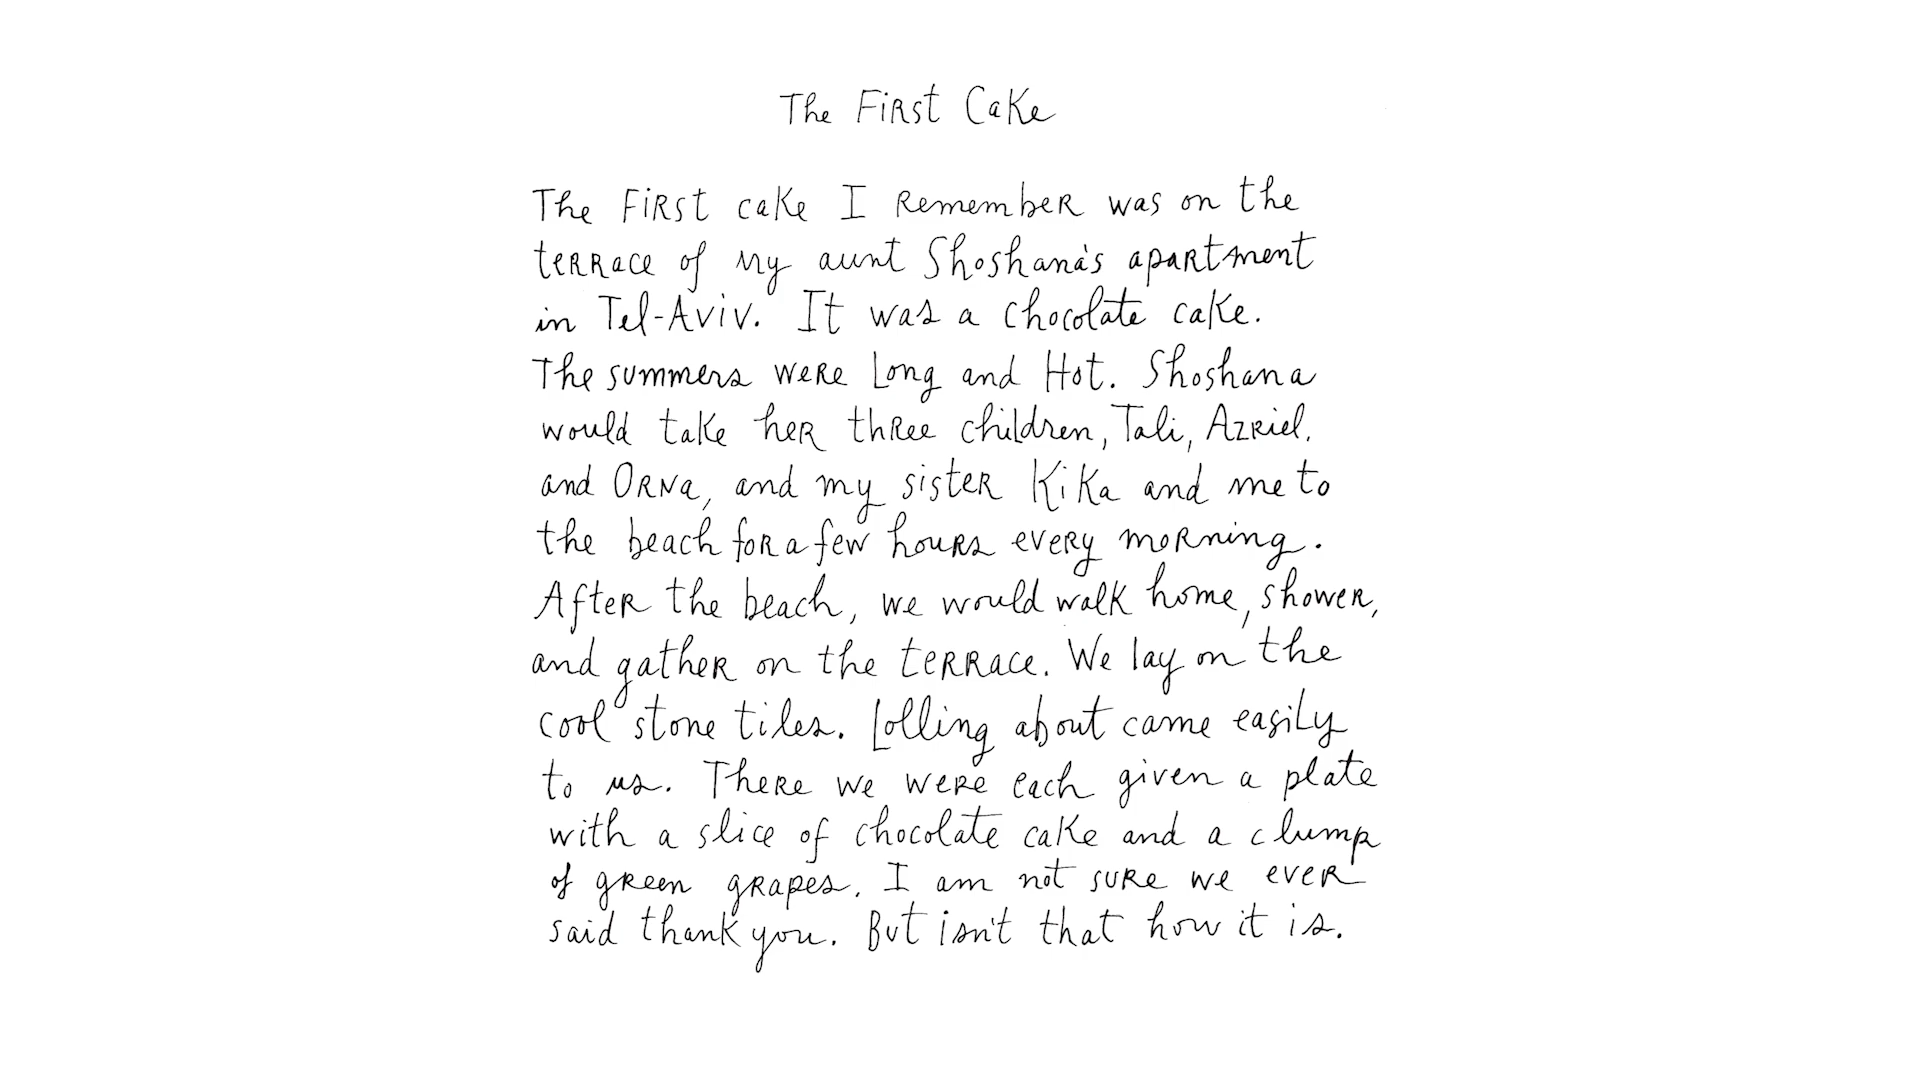 The First Cake
The First cake I Remember was on the
terrace of my aunt Shoshana's apartment
in Tel-Aviv. It was a chocolate cake.
The summers were Long and Hot. Shoshana
would take her three children, Tali, Azriel,
and Orna, and my sister Kika and me to
the beach for a few hours every morning.
After the beach, we would walk home, shower,
and gather on the terrace. We lay on the
cool stone tiles. Lolling about came easily
to us. There we were each given a plate
with a slice of chocolate cake and a clump
of green grapes. I am not sure we ever
said thank you. But isn't that how it is.